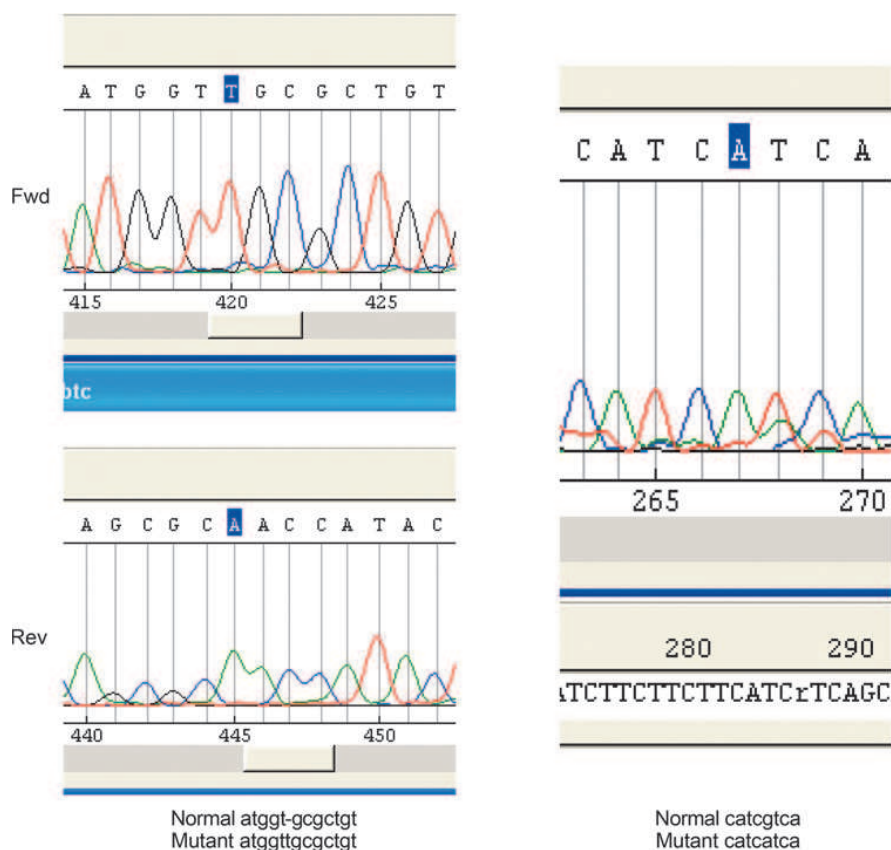 A T G G T T G C G C T G T
Fwd
415 420 425
btc
A G C G C A A C C A T A C
Rev
440 445 450
Normal atggt-gcgctgt
Mutant atggttgcgctgt
C A T C A T C A
265 270
280 290
ATCTTCTTCTTCATCrTCAGC
Normal catcgtca
Mutant catcatca